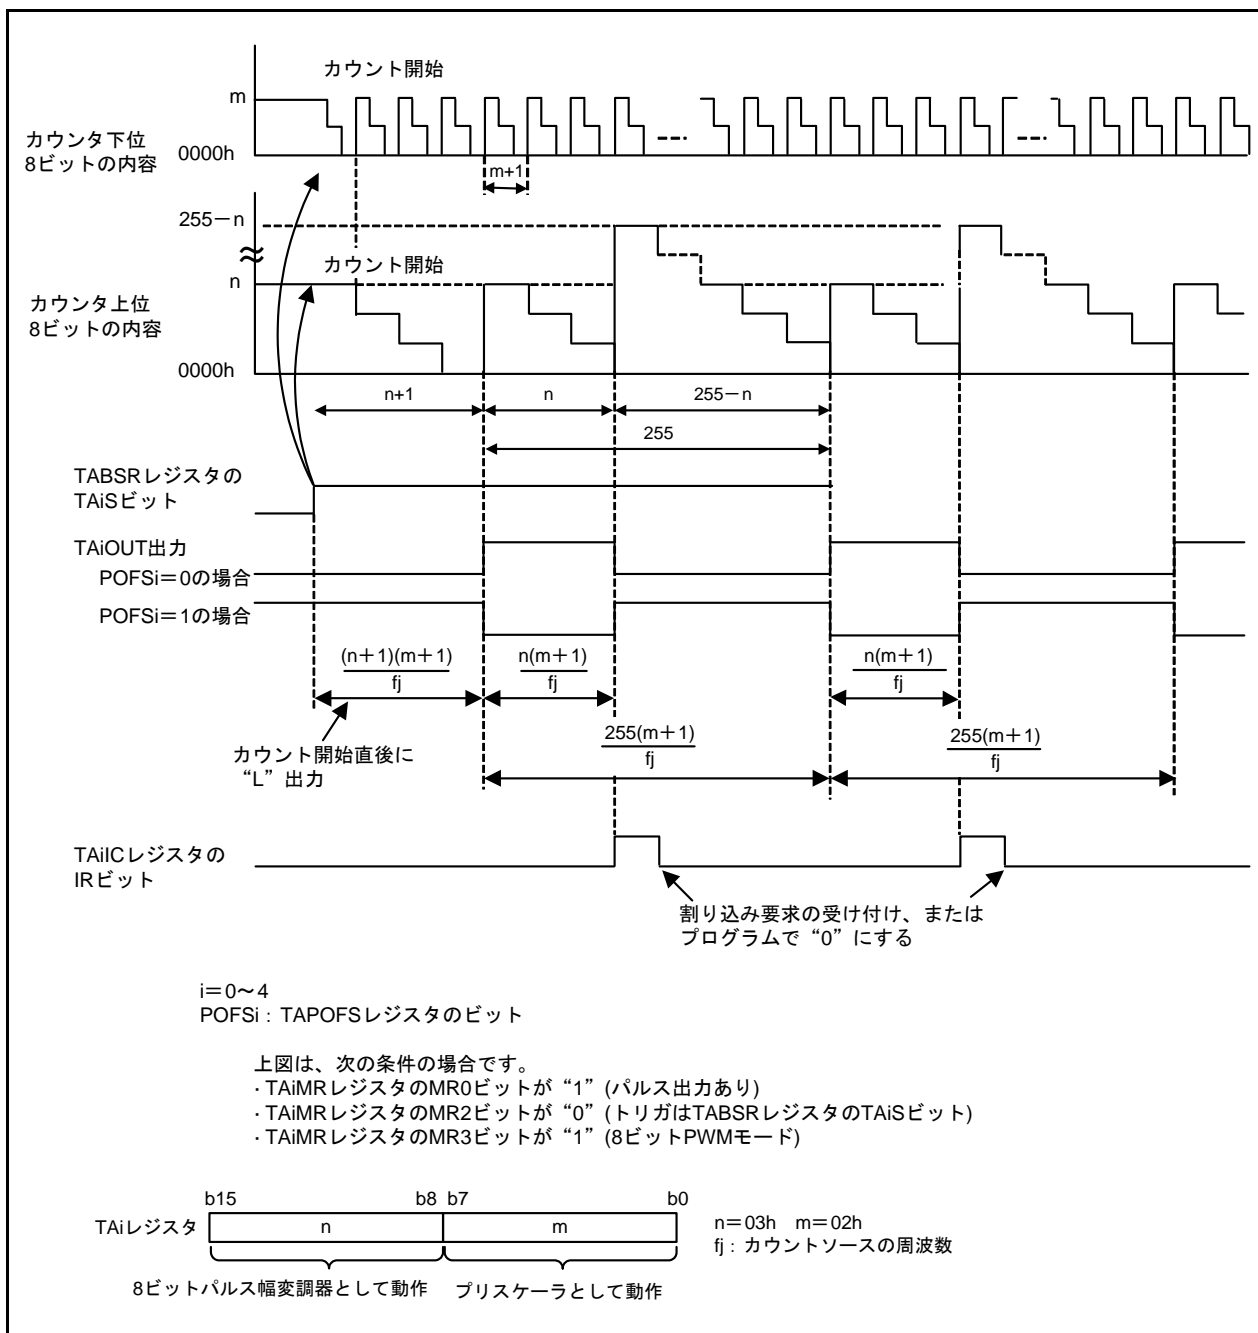 カウント開始
m
カウンタ下位
8ビットの内容
0000h
m+1
255－n
カウント開始
n
カウンタ上位
8ビットの内容
0000h
n+1
n
255－n
255
TABSRレジスタの
TAiSビット
TAiOUT出力
POFSi＝0の場合
POFSi＝1の場合
(n＋1)(m＋1)
fj
n(m＋1)
fj
n(m＋1)
fj
カウント開始直後に
“L”出力
255(m＋1)
fj
255(m＋1)
fj
TAiICレジスタの
IRビット
割り込み要求の受け付け、または
プログラムで“0”にする
i＝0～4
POFSi : TAPOFSレジスタのビット
上図は、次の条件の場合です。
・TAiMRレジスタのMR0ビットが“1” (パルス出力あり)
・TAiMRレジスタのMR2ビットが“0” (トリガはTABSRレジスタのTAiSビット)
・TAiMRレジスタのMR3ビットが“1” (8ビットPWMモード)
b15 b8 b7 b0
TAiレジスタ n m
n＝03h m＝02h
fj : カウントソースの周波数
8ビットパルス幅変調器として動作 プリスケーラとして動作